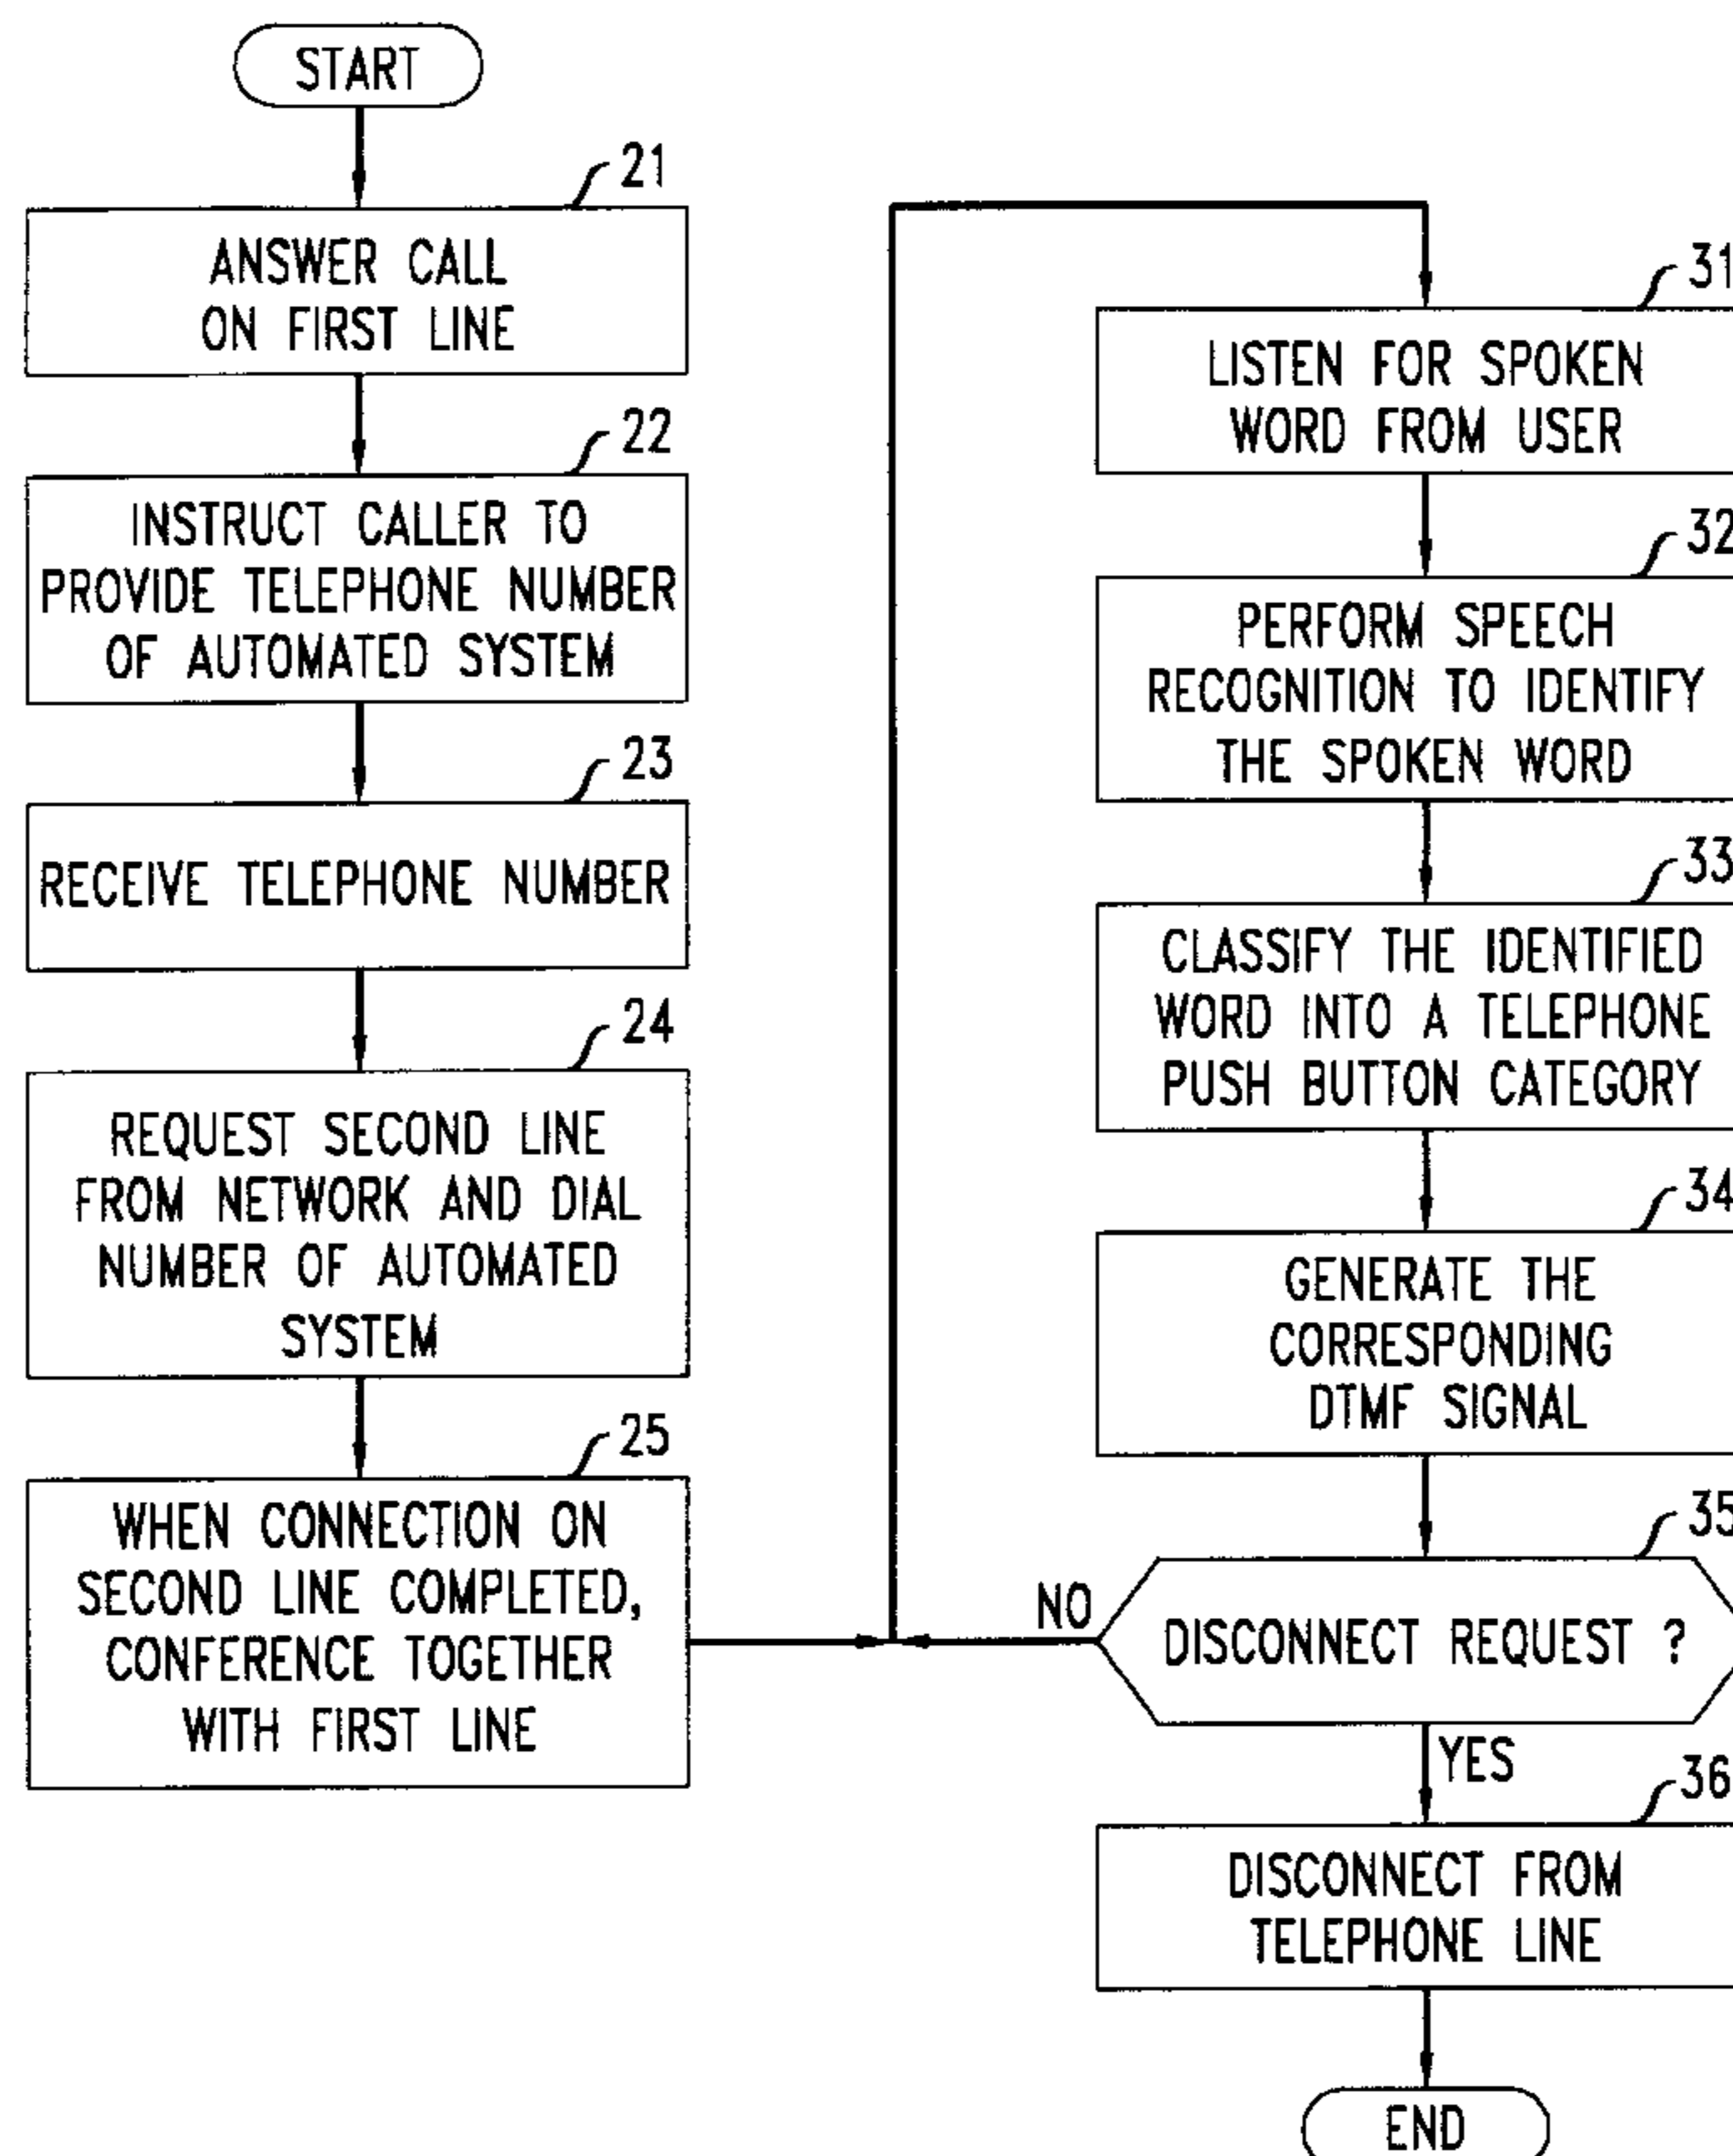 START
21
ANSWER CALL
ON FIRST LINE
22
INSTRUCT CALLER TO
PROVIDE TELEPHONE NUMBER
OF AUTOMATED SYSTEM
23
RECEIVE TELEPHONE NUMBER
24
REQUEST SECOND LINE
FROM NETWORK AND DIAL
NUMBER OF AUTOMATED
SYSTEM
25
WHEN CONNECTION ON
SECOND LINE COMPLETED,
CONFERENCE TOGETHER
WITH FIRST LINE
31
LISTEN FOR SPOKEN
WORD FROM USER
32
PERFORM SPEECH
RECOGNITION TO IDENTIFY
THE SPOKEN WORD
33
CLASSIFY THE IDENTIFIED
WORD INTO A TELEPHONE
PUSH BUTTON CATEGORY
34
GENERATE THE
CORRESPONDING
DTMF SIGNAL
35
NO
DISCONNECT REQUEST ?
YES
36
DISCONNECT FROM
TELEPHONE LINE
END